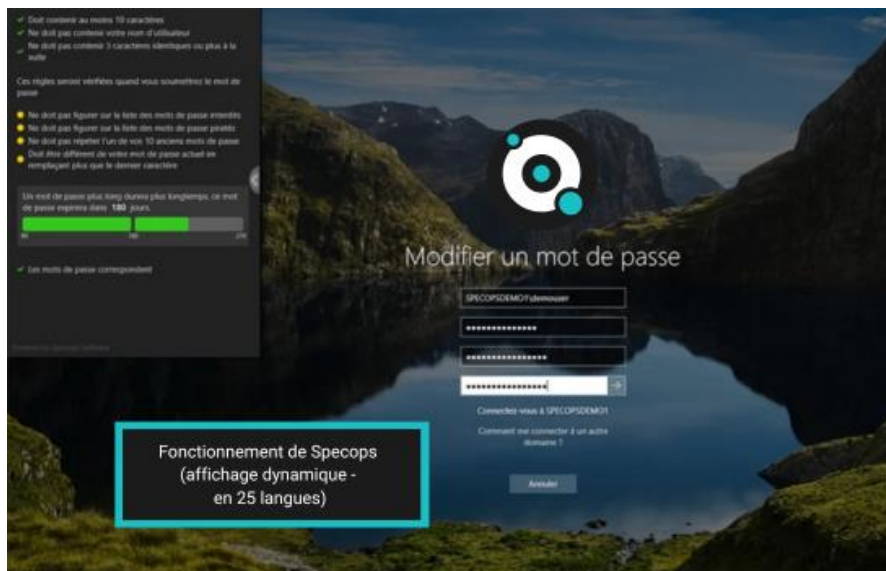 Doit contenir au moins 10 caractères
Ne doit pas contenir votre nom d'utilisateur
Ne doit pas contenir 3 caractères identiques ou plus à la
suite
Ces règles seront vérifiées quand vous soumettrez le mot de
passe
Ne doit pas figurer sur la liste des mots de passe interdits
Ne doit pas figurer sur la liste des mots de passe piratés
Ne doit pas répéter l'un de vos 10 anciens mots de passe
Doit être différent de votre mot de passe actuel en
remplaçant plus que le dernier caractère
Un mot de passe plus long durera plus longtemps, ce mot
de passe expirera dans 180 jours.
90 180 270
Les mots de passe correspondent
Modifier un mot de passe
SPECOPSDEMO1\demouser
Connectez-vous à SPECOPSDEMO1
Comment me connecter à un autre
domaine ?
Annuler
Fonctionnement de Specops
(affichage dynamique -
en 25 langues)